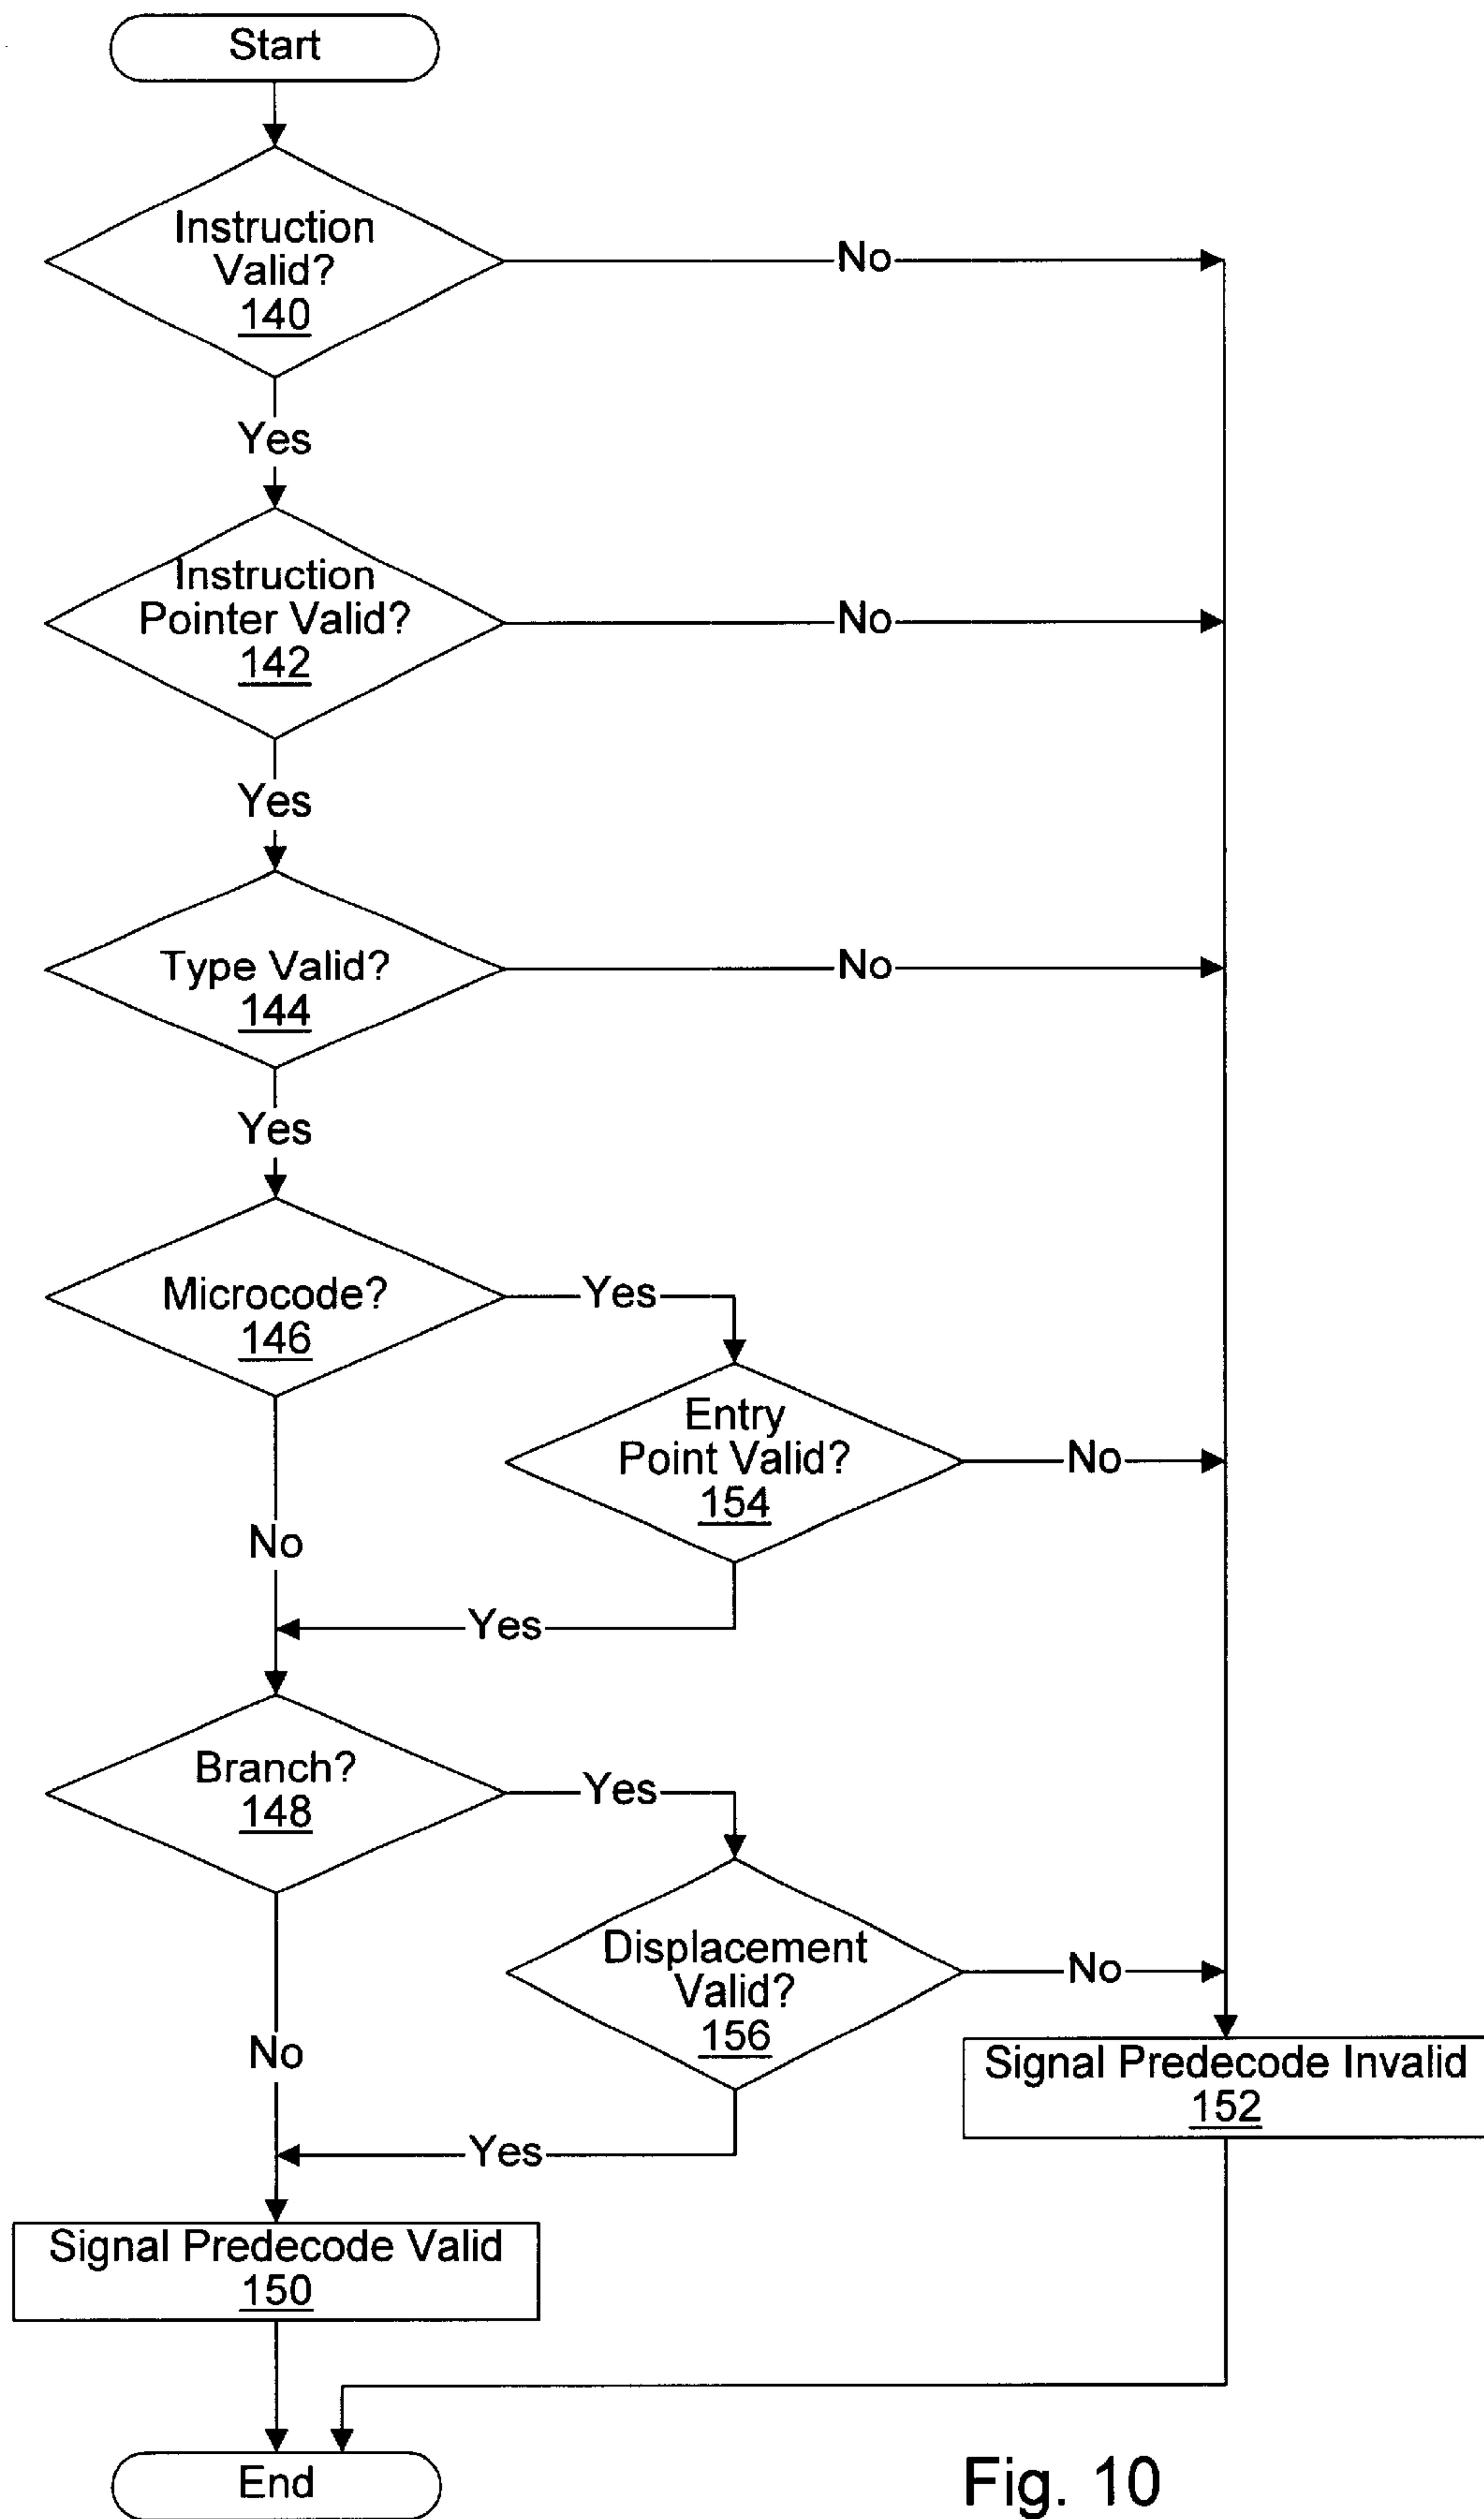 Start
Instruction
Valid?
140
No
Yes
Instruction
Pointer Valid?
142
No
Yes
Type Valid?
144
No
Yes
Microcode?
146
Yes
Entry
Point Valid?
154
No
No
Yes
Branch?
148
Yes
Displacement
Valid?
156
No
No
Signal Predecode Invalid
152
Yes
Signal Predecode Valid
150
End
Fig. 10